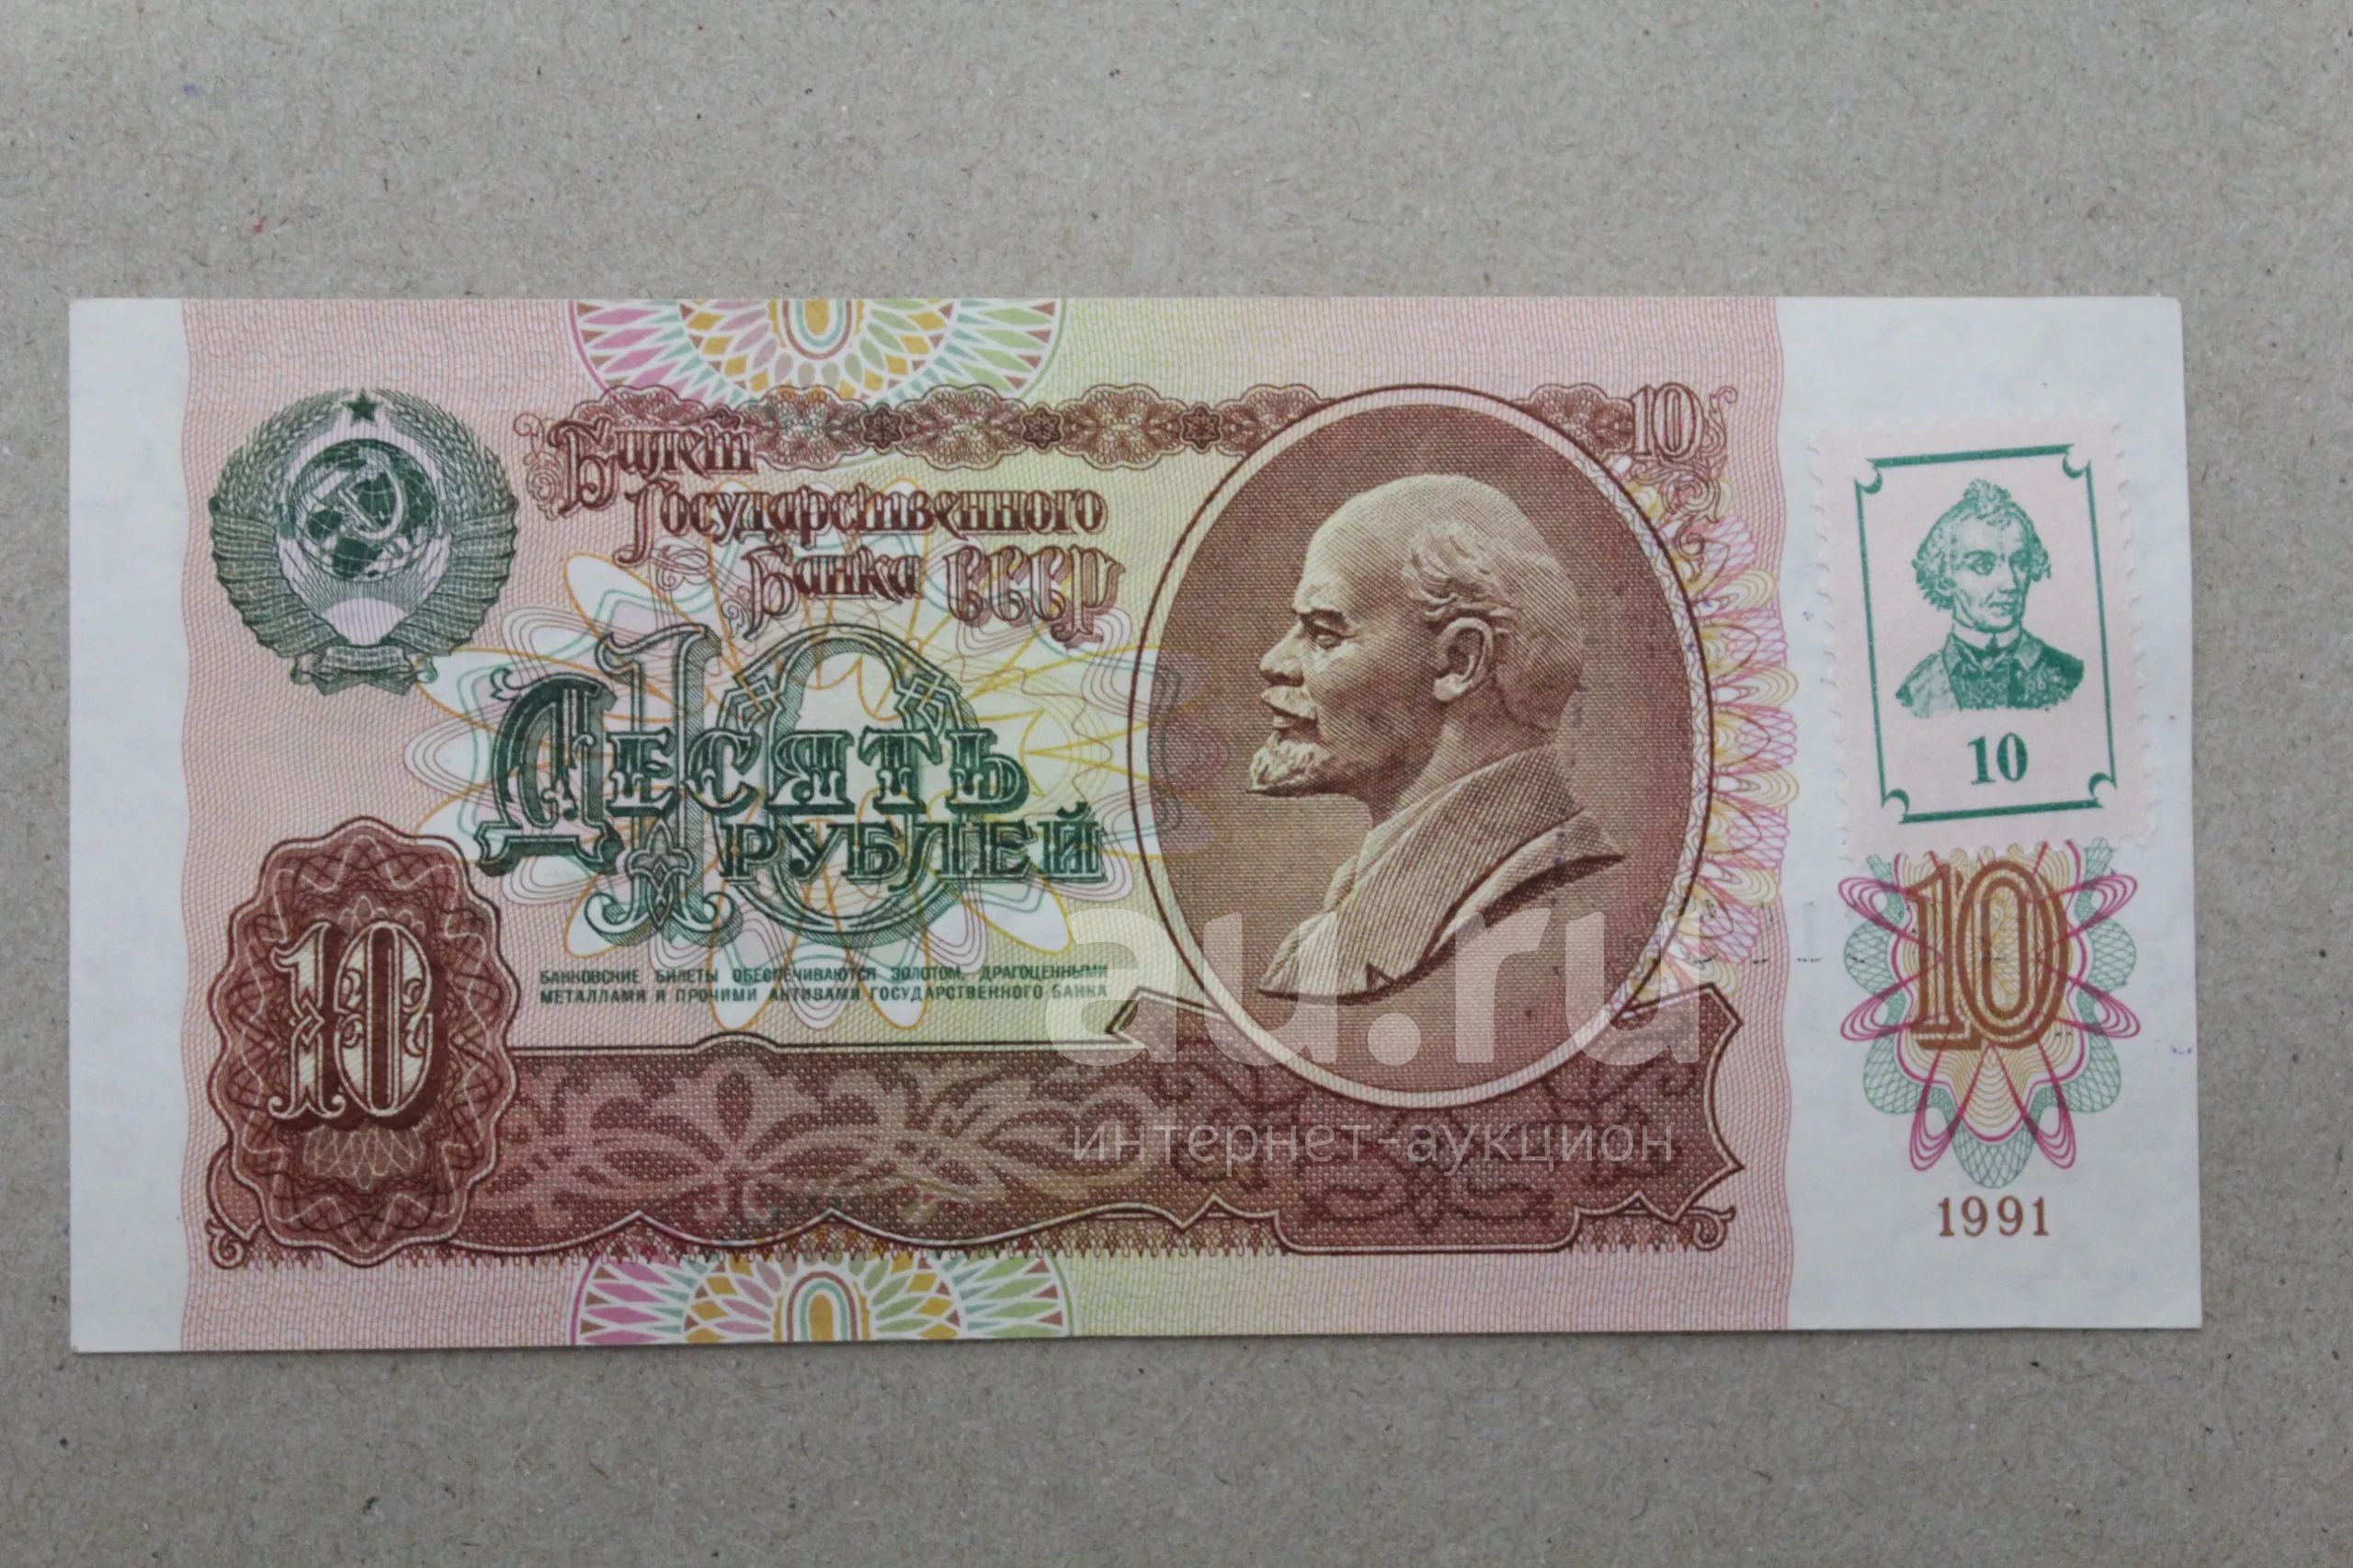 Билет
Государственного
Банка СССР
10
10
Десять
рублей
10
БАНКОВСКИЕ БИЛЕТЫ ОБЕСПЕЧИВАЮТСЯ ЗОЛОТОМ, ДРАГОЦЕННЫМИ
МЕТАЛЛАМИ И ПРОЧИМИ АКТИВАМИ ГОСУДАРСТВЕННОГО БАНКА
10
10
1991
au.ru
интернет-аукцион